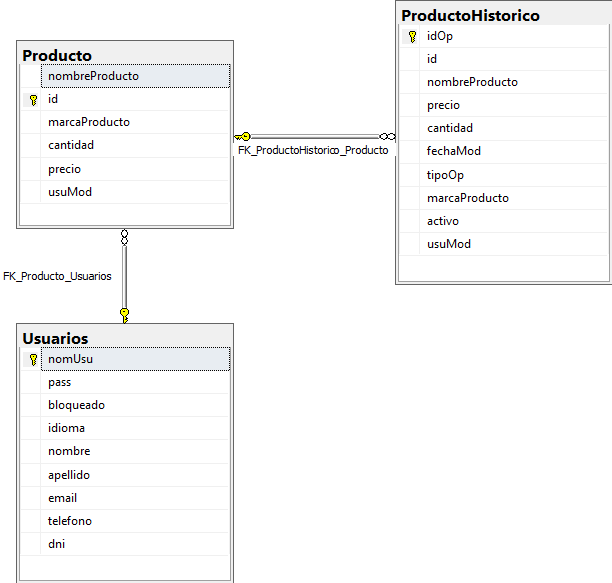 Producto
nombreProducto
id
marcaProducto
cantidad
precio
usuMod
FK_ProductoHistorico_Producto
ProductoHistorico
idOp
id
nombreProducto
precio
cantidad
fechaMod
tipoOp
marcaProducto
activo
usuMod
FK_Producto_Usuarios
Usuarios
nomUsu
pass
bloqueado
idioma
nombre
apellido
email
telefono
dni